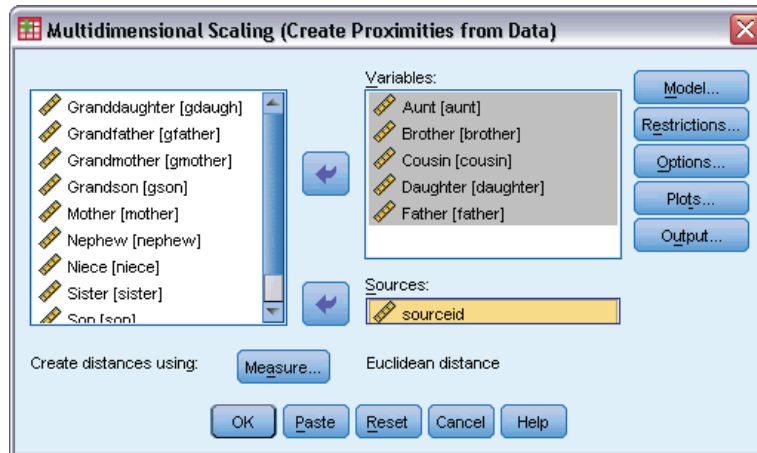 Multidimensional Scaling (Create Proximities from Data)
Variables:
Granddaughter [gdaugh]
Grandfather [gfather]
Grandmother [gmother]
Grandson [gson]
Mother [mother]
Nephew [nephew]
Niece [niece]
Sister [sister]
Son [son]
Aunt [aunt]
Brother [brother]
Cousin [cousin]
Daughter [daughter]
Father [father]
Model...
Restrictions...
Options...
Plots...
Output...
Sources:
sourceid
Create distances using:
Measure...
Euclidean distance
OK
Paste
Reset
Cancel
Help